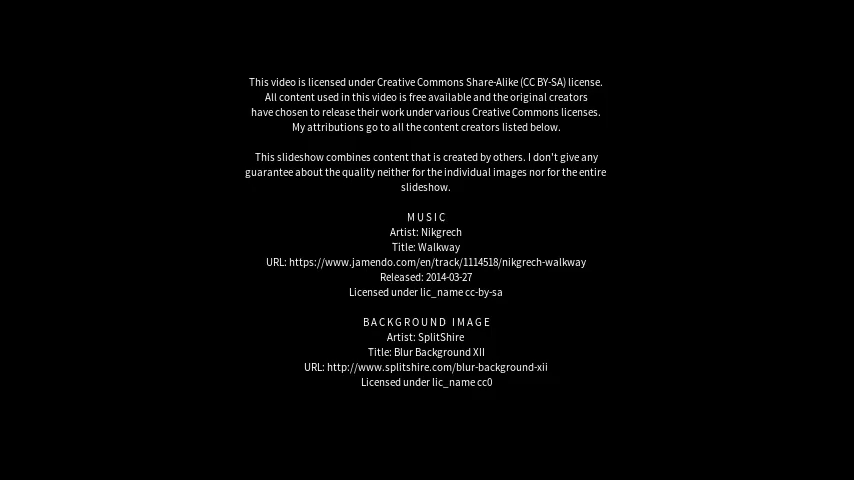 This video is licensed under Creative Commons Share-Alike (CC BY-SA) license.
All content used in this video is free available and the original creators
have chosen to release their work under various Creative Commons licenses.
My attributions go to all the content creators listed below.
This slideshow combines content that is created by others. I don't give any
guarantee about the quality neither for the individual images nor for the entire
slideshow.
MUSIC
Artist: Nikgrech
Title: Walkway
URL: https://www.jamendo.com/en/track/1114518/nikgrech-walkway
Released: 2014-03-27
Licensed under lic_name cc-by-sa
BACKGROUND IMAGE
Artist: SplitShire
Title: Blur Background XII
URL: http://www.splitshire.com/blur-background-xii
Licensed under lic_name cc0